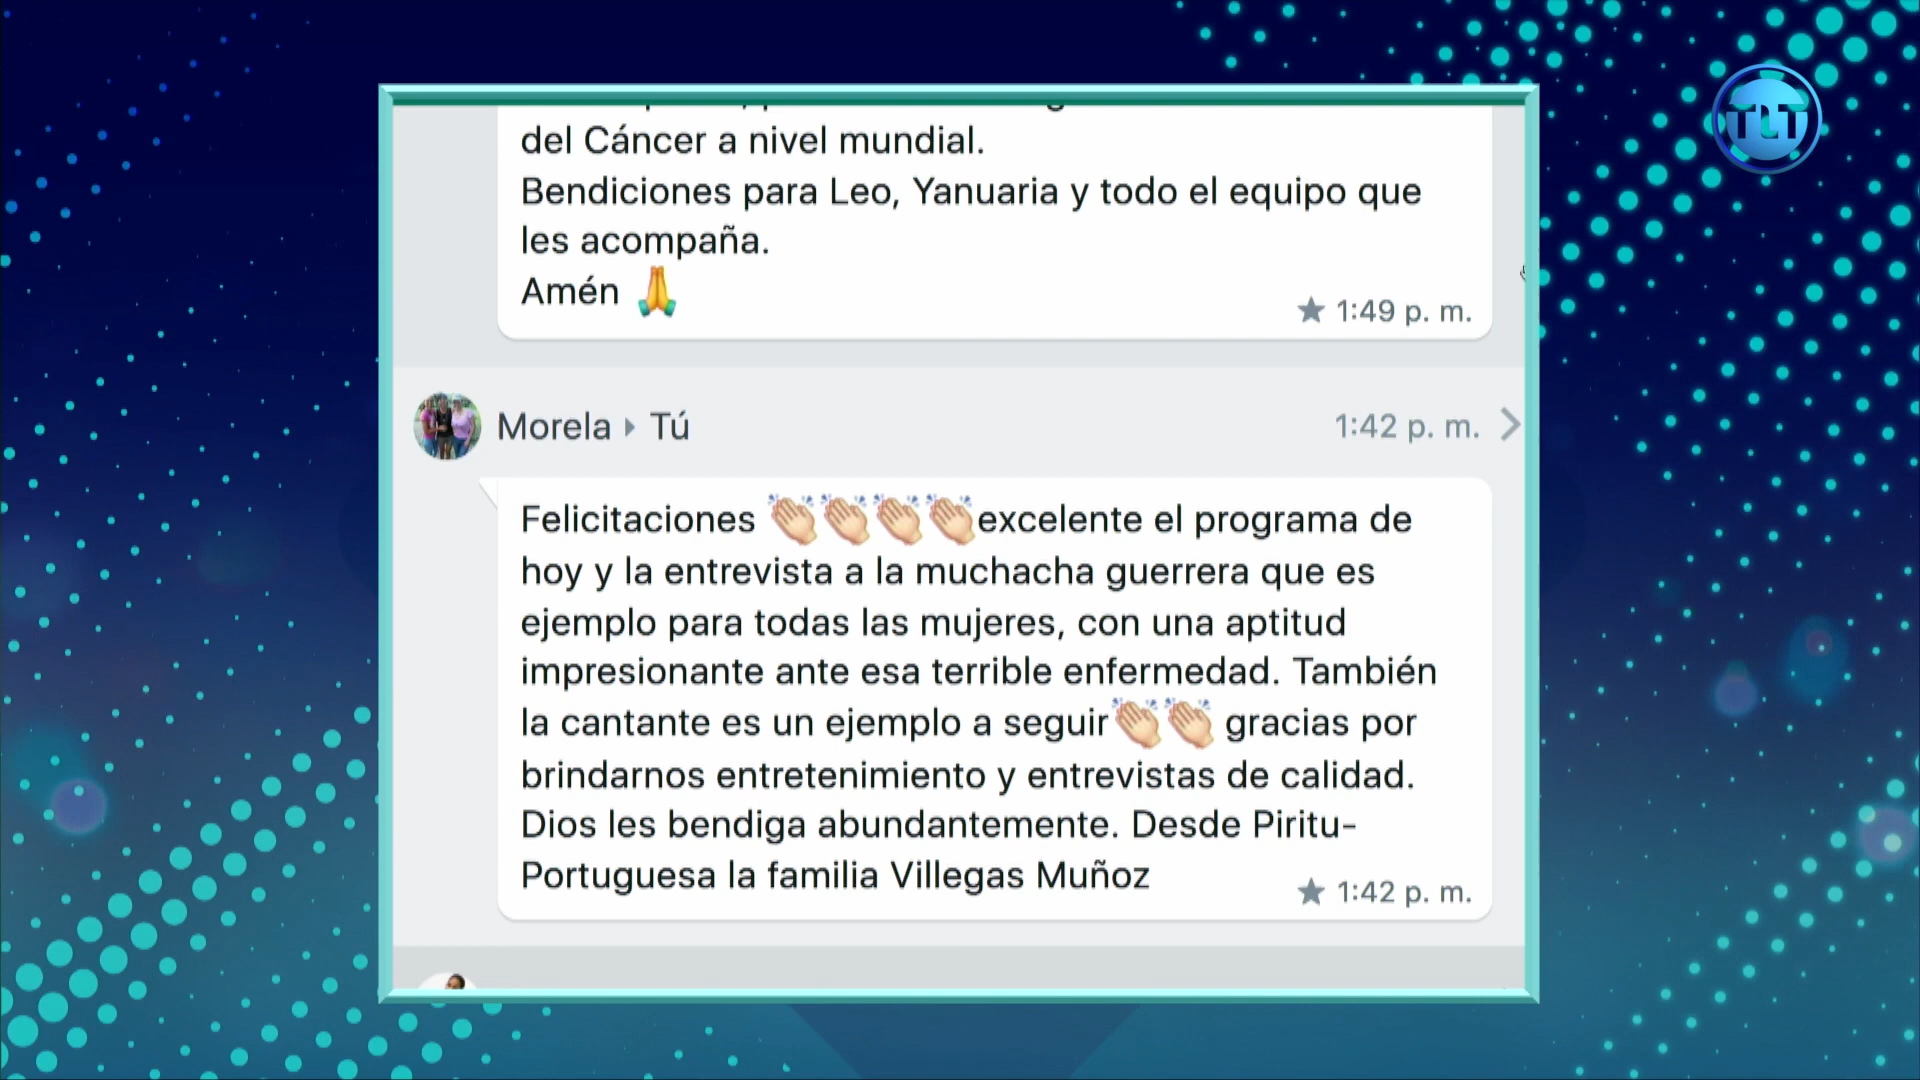 del Cáncer a nivel mundial.
Bendiciones para Leo, Yanuaria y todo el equipo que
les acompaña.
Amén 🙏
★ 1:49 p. m.
TLT
Morela ▸ Tú
1:42 p. m.
Felicitaciones 👏🏼👏🏼👏🏼👏🏼excelente el programa de
hoy y la entrevista a la muchacha guerrera que es
ejemplo para todas las mujeres, con una aptitud
impresionante ante esa terrible enfermedad. También
la cantante es un ejemplo a seguir👏🏼👏🏼 gracias por
brindarnos entretenimiento y entrevistas de calidad.
Dios les bendiga abundantemente. Desde Piritu-
Portuguesa la familia Villegas Muñoz
★ 1:42 p. m.